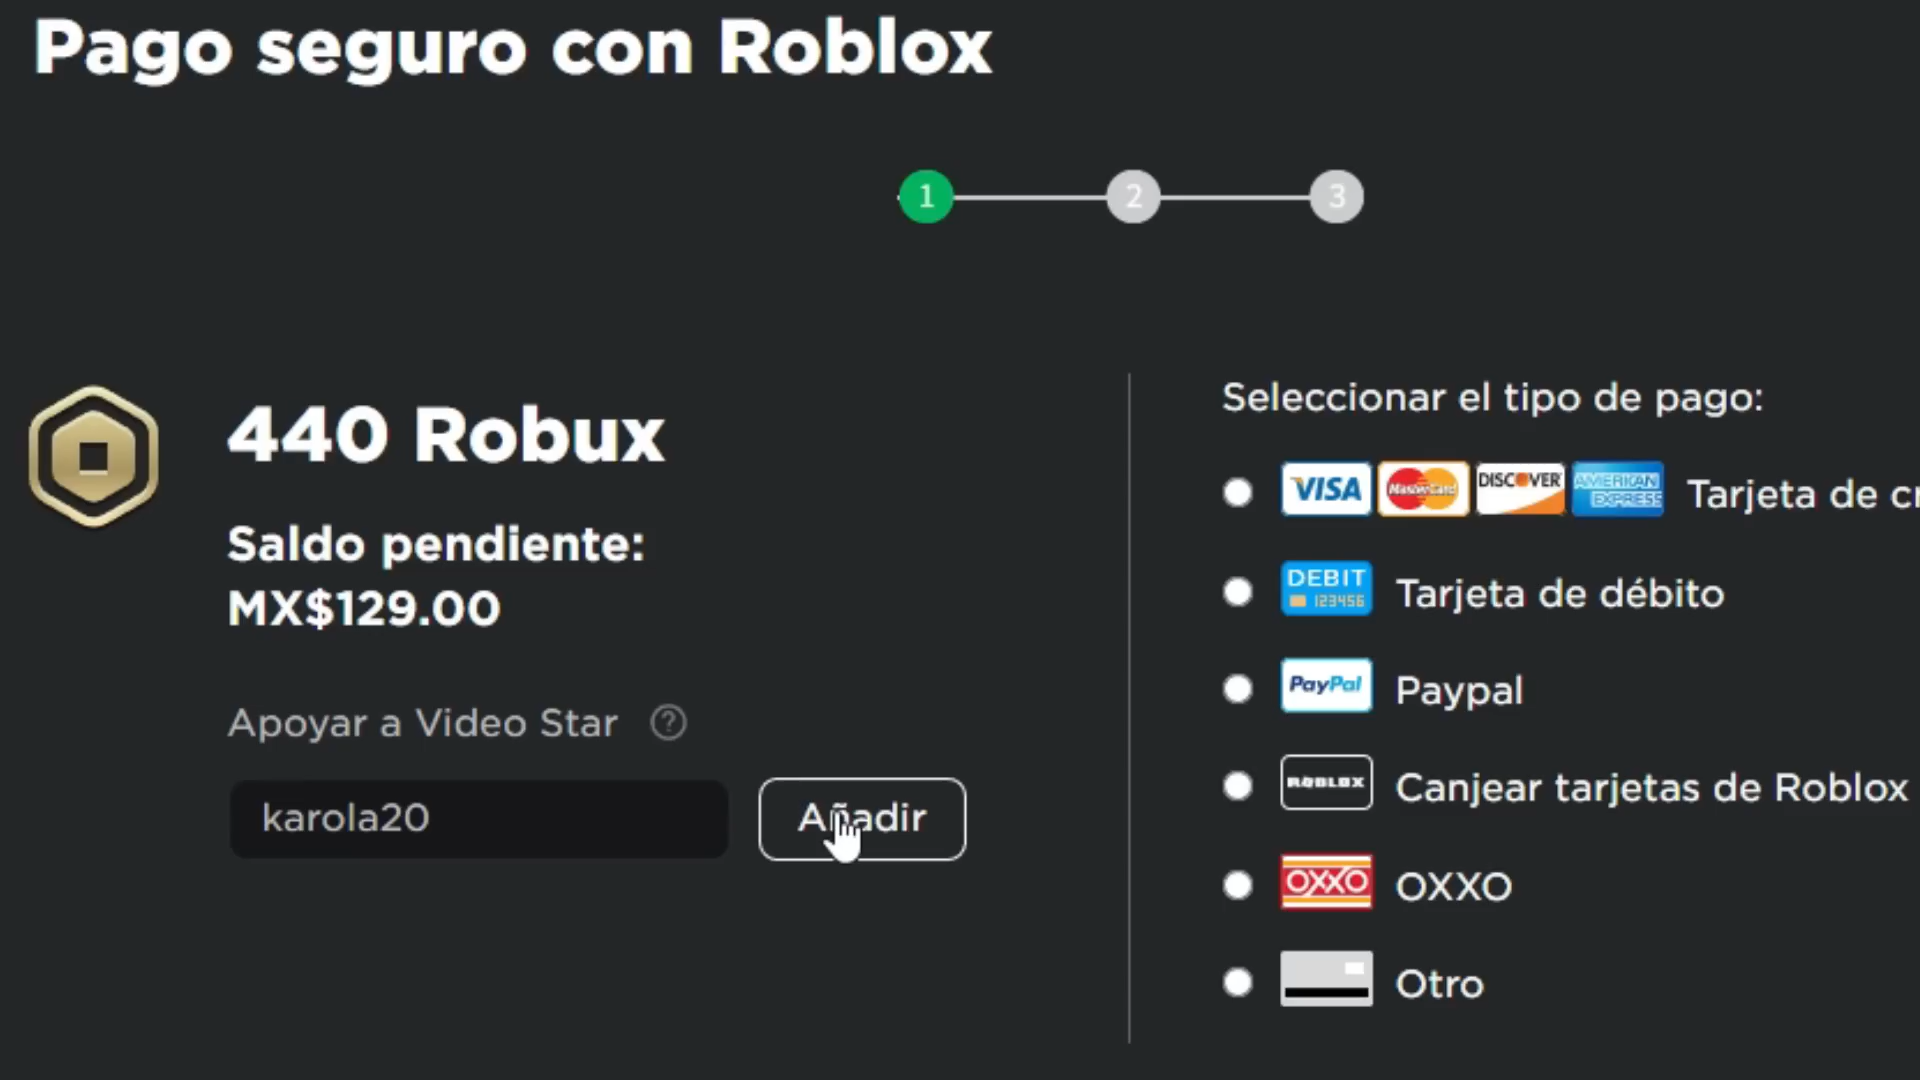 Pago seguro con Roblox
1 2 3
440 Robux
Saldo pendiente:
MX$129.00
Apoyar a Video Star ?
karola20
Añadir
Seleccionar el tipo de pago:
VISA MasterCard DISCOVER AMERICAN EXPRESS Tarjeta de cr
DEBIT 123456 Tarjeta de débito
PayPal Paypal
ROBLOX Canjear tarjetas de Roblox
OXXO OXXO
Otro